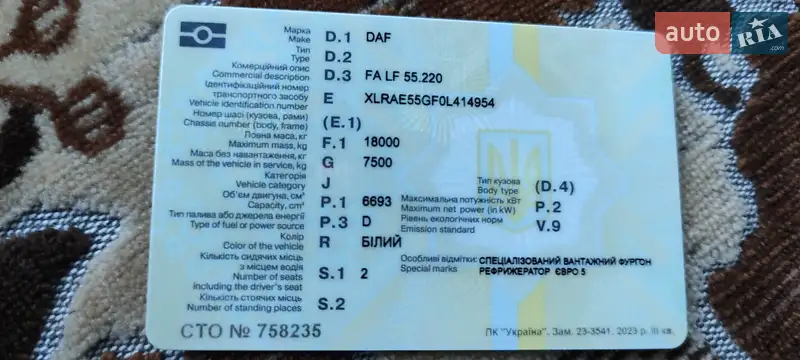 auto RIA .com
Марка
Make D.1 DAF
Тип
Type D.2
Комерційний опис
Commercial description D.3 FA LF 55.220
Ідентифікаційний номер
транспортного засобу
Vehicle identification number E XLRAE55GF0L414954
Номер шасі (кузова, рами)
Chassis number (body, frame) (E.1)
Повна маса, кг
Maximum mass, kg F.1 18000
Маса без навантаження, кг
Mass of the vehicle in service, kg G 7500
Категорія
Vehicle category J
Тип кузова
Body type (D.4)
Об'єм двигуна, см³
Capacity, cm³ P.1 6693
Максимальна потужність кВт
Maximum net power (in kW) P.2
Тип палива або джерела енергії
Type of fuel or power source P.3 D
Рівень екологічних норм
Emission standard V.9
Колір
Color of the vehicle R БІЛИЙ
Кількість сидячих місць
з місцем водія
Number of seats
including the driver's seat S.1 2
Особливі відмітки: СПЕЦІАЛІЗОВАНИЙ ВАНТАЖНИЙ ФУРГОН
Special marks РЕФРИЖЕРАТОР ЄВРО 5
Кількість стоячих місць
Number of standing places S.2
СТО № 758235
ПК "Україна". Зам. 23-3541. 2023 р. III кв.